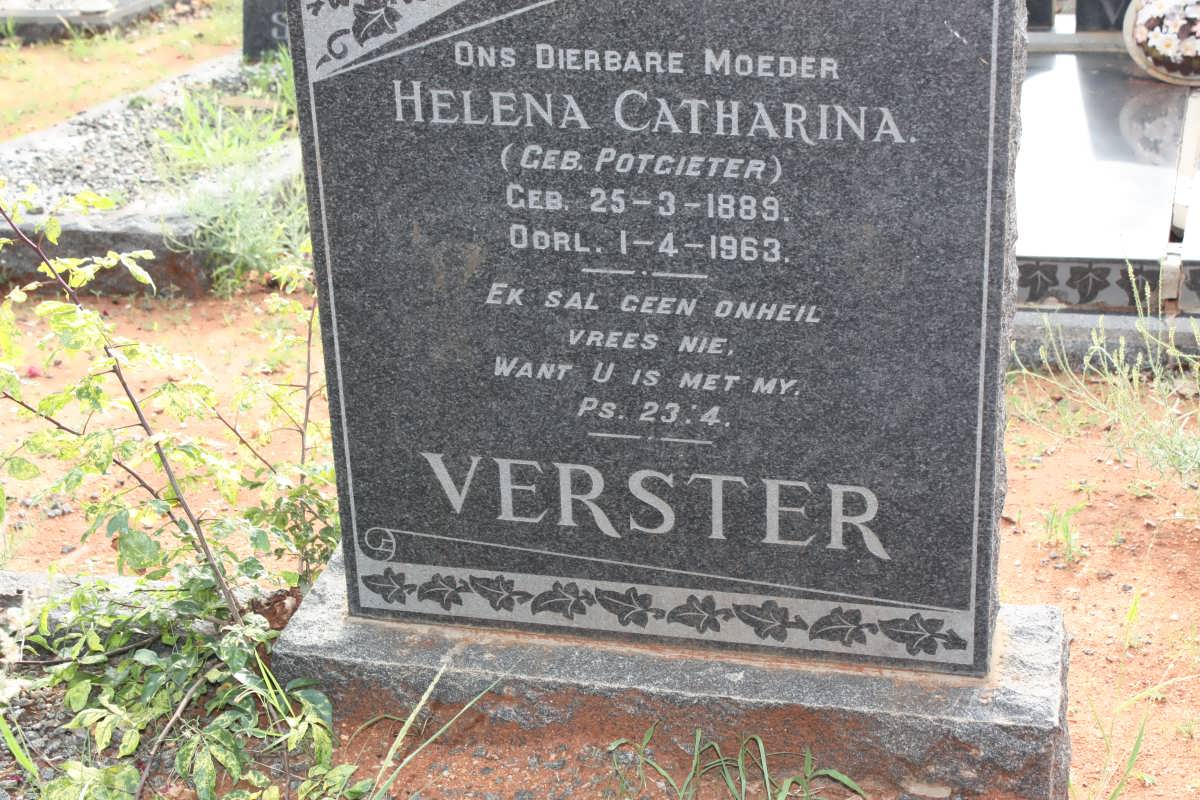 ONS DIERBARE MOEDER
HELENA CATHARINA.
(GEB. POTGIETER)
GEB. 25-3-1889.
OORL. 1-4-1963.
EK SAL GEEN ONHEIL
VREES NIE,
WANT U IS MET MY.
PS. 23:4.
VERSTER